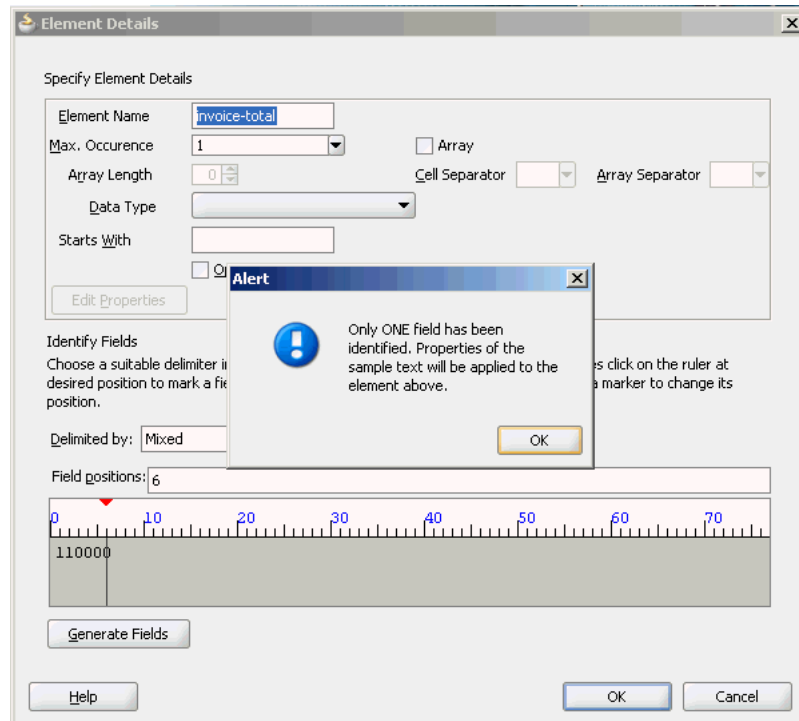 Element Details
Specify Element Details
Element Name invoice-total
Max. Occurence 1 Array
Array Length 0 Cell Separator Array Separator
Data Type
Starts With
Alert
Edit Properties
Only ONE field has been
identified. Properties of the
sample text will be applied to the
element above.
OK
Identify Fields
Choose a suitable delimiter
es click on the ruler at
desired position to mark a
a marker to change its
position.
Delimited by: Mixed
Field positions: 6
0 10 20 30 40 50 60 70
110000
Generate Fields
Help OK Cancel